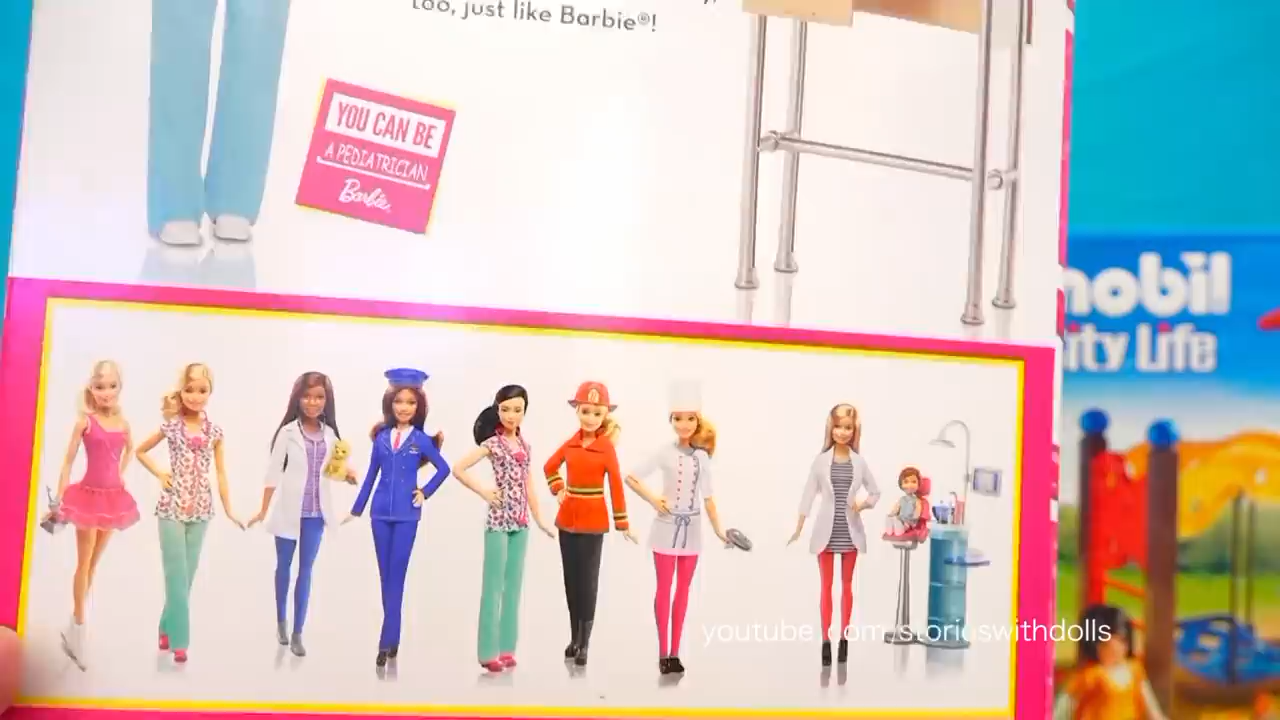 too, just like Barbie®!
YOU CAN BE
A PEDIATRICIAN
Barbie
mobil
ity Life
youtube.com/storieswithdolls